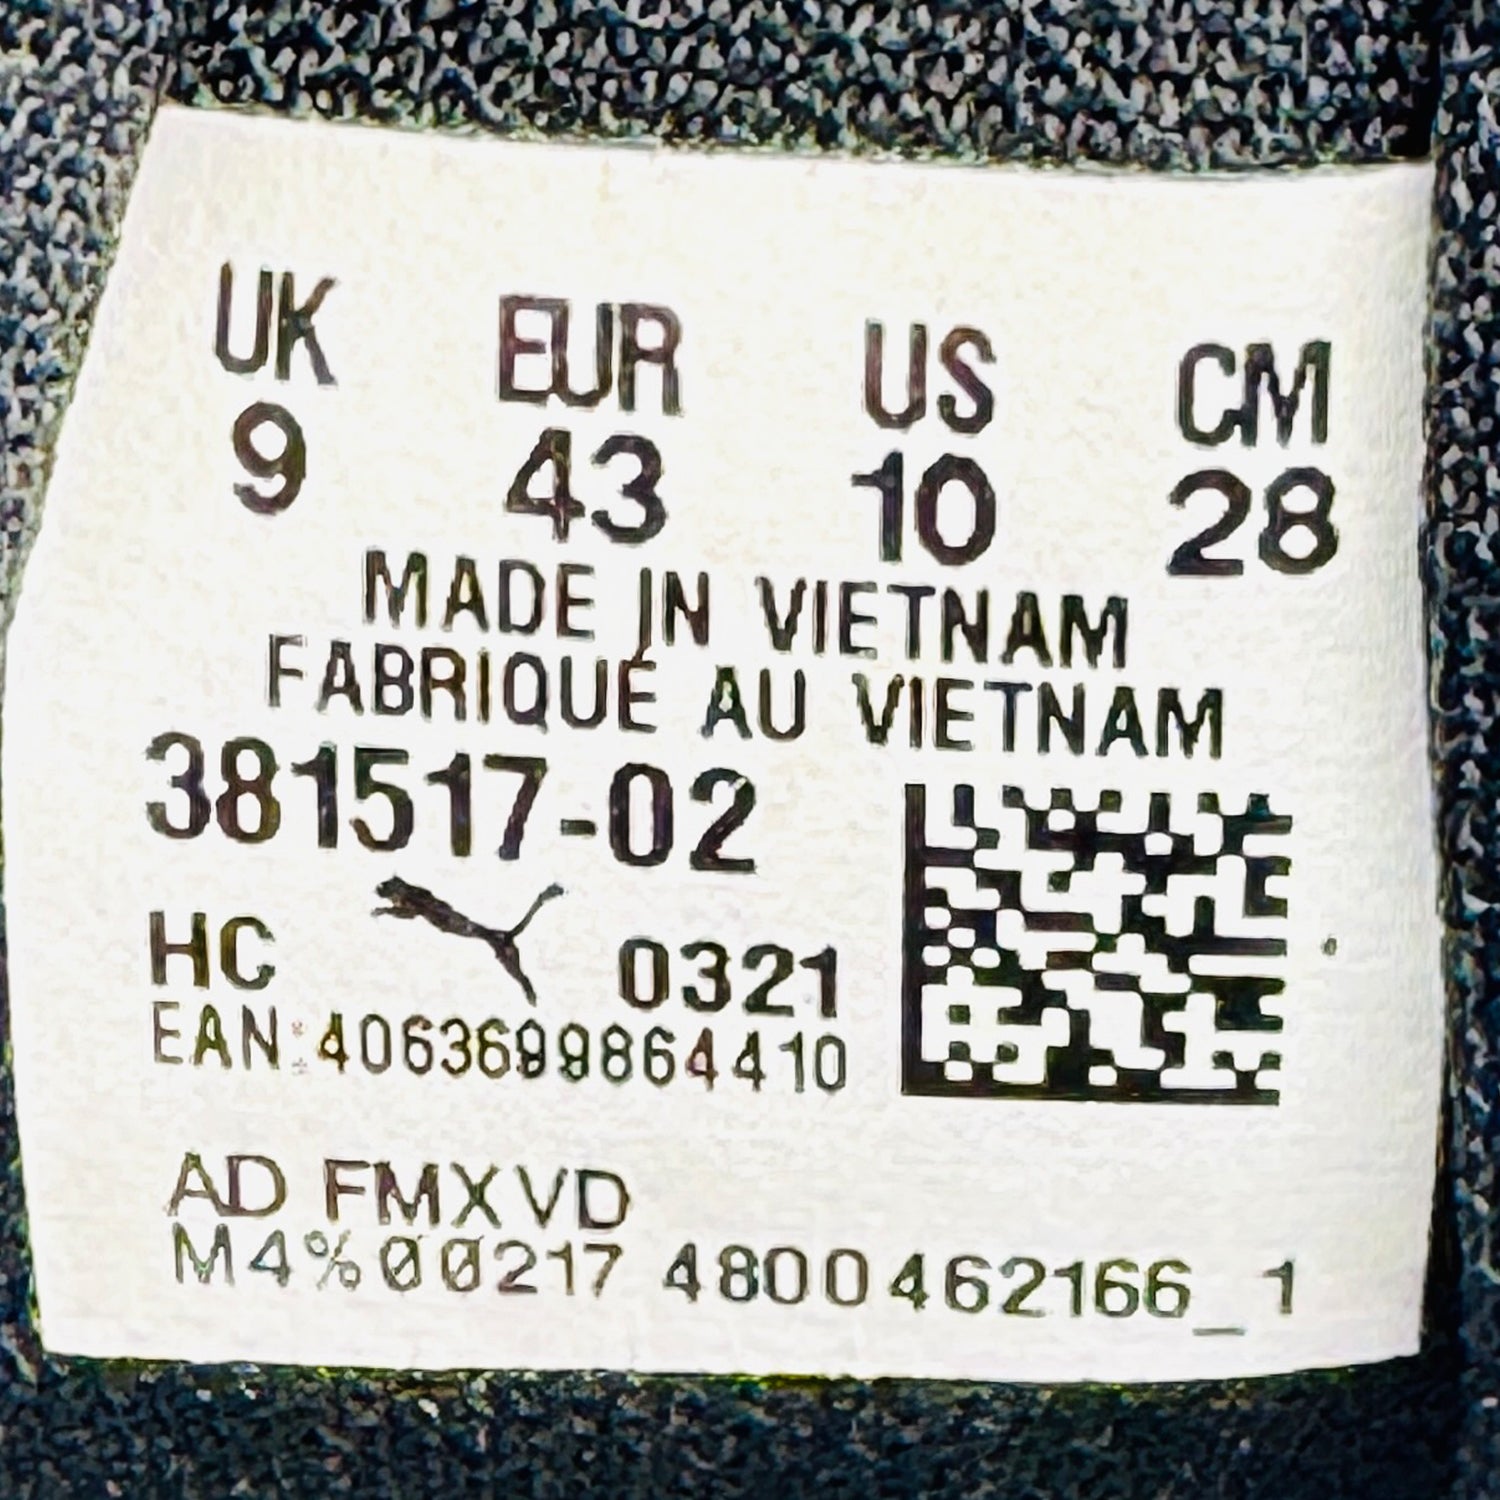 UK EUR US CM
9 43 10 28
MADE IN VIETNAM
FABRIQUÉ AU VIETNAM
381517-02
HC 0321
EAN:4063699864410
AD FMXVD
M4%00217 4800462166_1